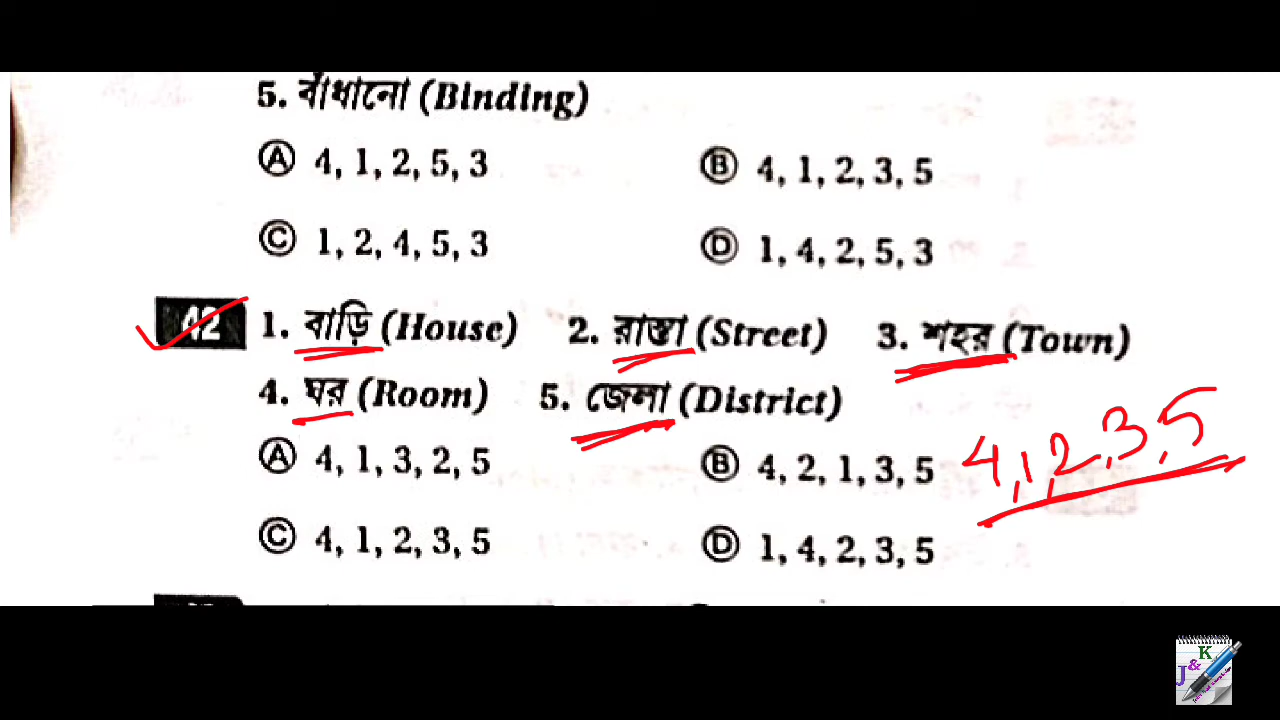 5. বাঁধানো (Binding)
Ⓐ 4, 1, 2, 5, 3 Ⓑ 4, 1, 2, 3, 5
Ⓒ 1, 2, 4, 5, 3 Ⓓ 1, 4, 2, 5, 3
42 1. বাড়ি (House) 2. রাস্তা (Street) 3. শহর (Town)
4. ঘর (Room) 5. জেলা (District)
4, 1, 2, 3, 5
Ⓐ 4, 1, 3, 2, 5 Ⓑ 4, 2, 1, 3, 5
Ⓒ 4, 1, 2, 3, 5 Ⓓ 1, 4, 2, 3, 5
J & K